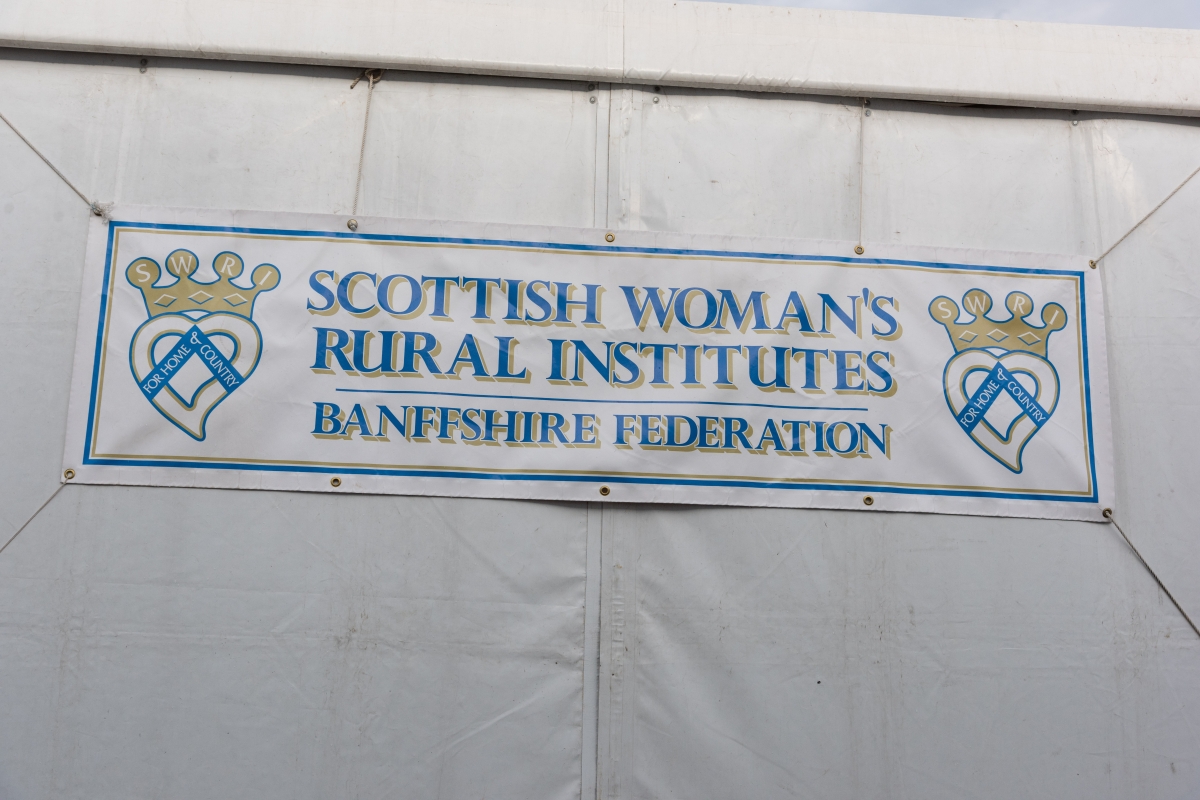 SWRI
FOR HOME & COUNTRY
SCOTTISH WOMAN'S
RURAL INSTITUTES
BANFFSHIRE FEDERATION
SWRI
FOR HOME & COUNTRY